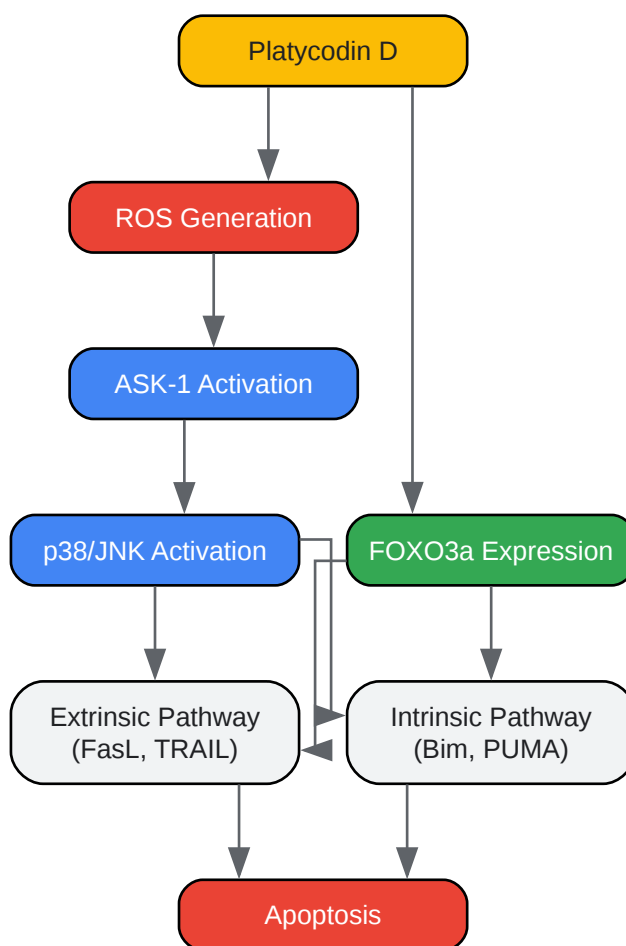 Platycodin D
ROS Generation
ASK-1 Activation
p38/JNK Activation
FOXO3a Expression
Extrinsic Pathway
(FasL, TRAIL)
Intrinsic Pathway
(Bim, PUMA)
Apoptosis